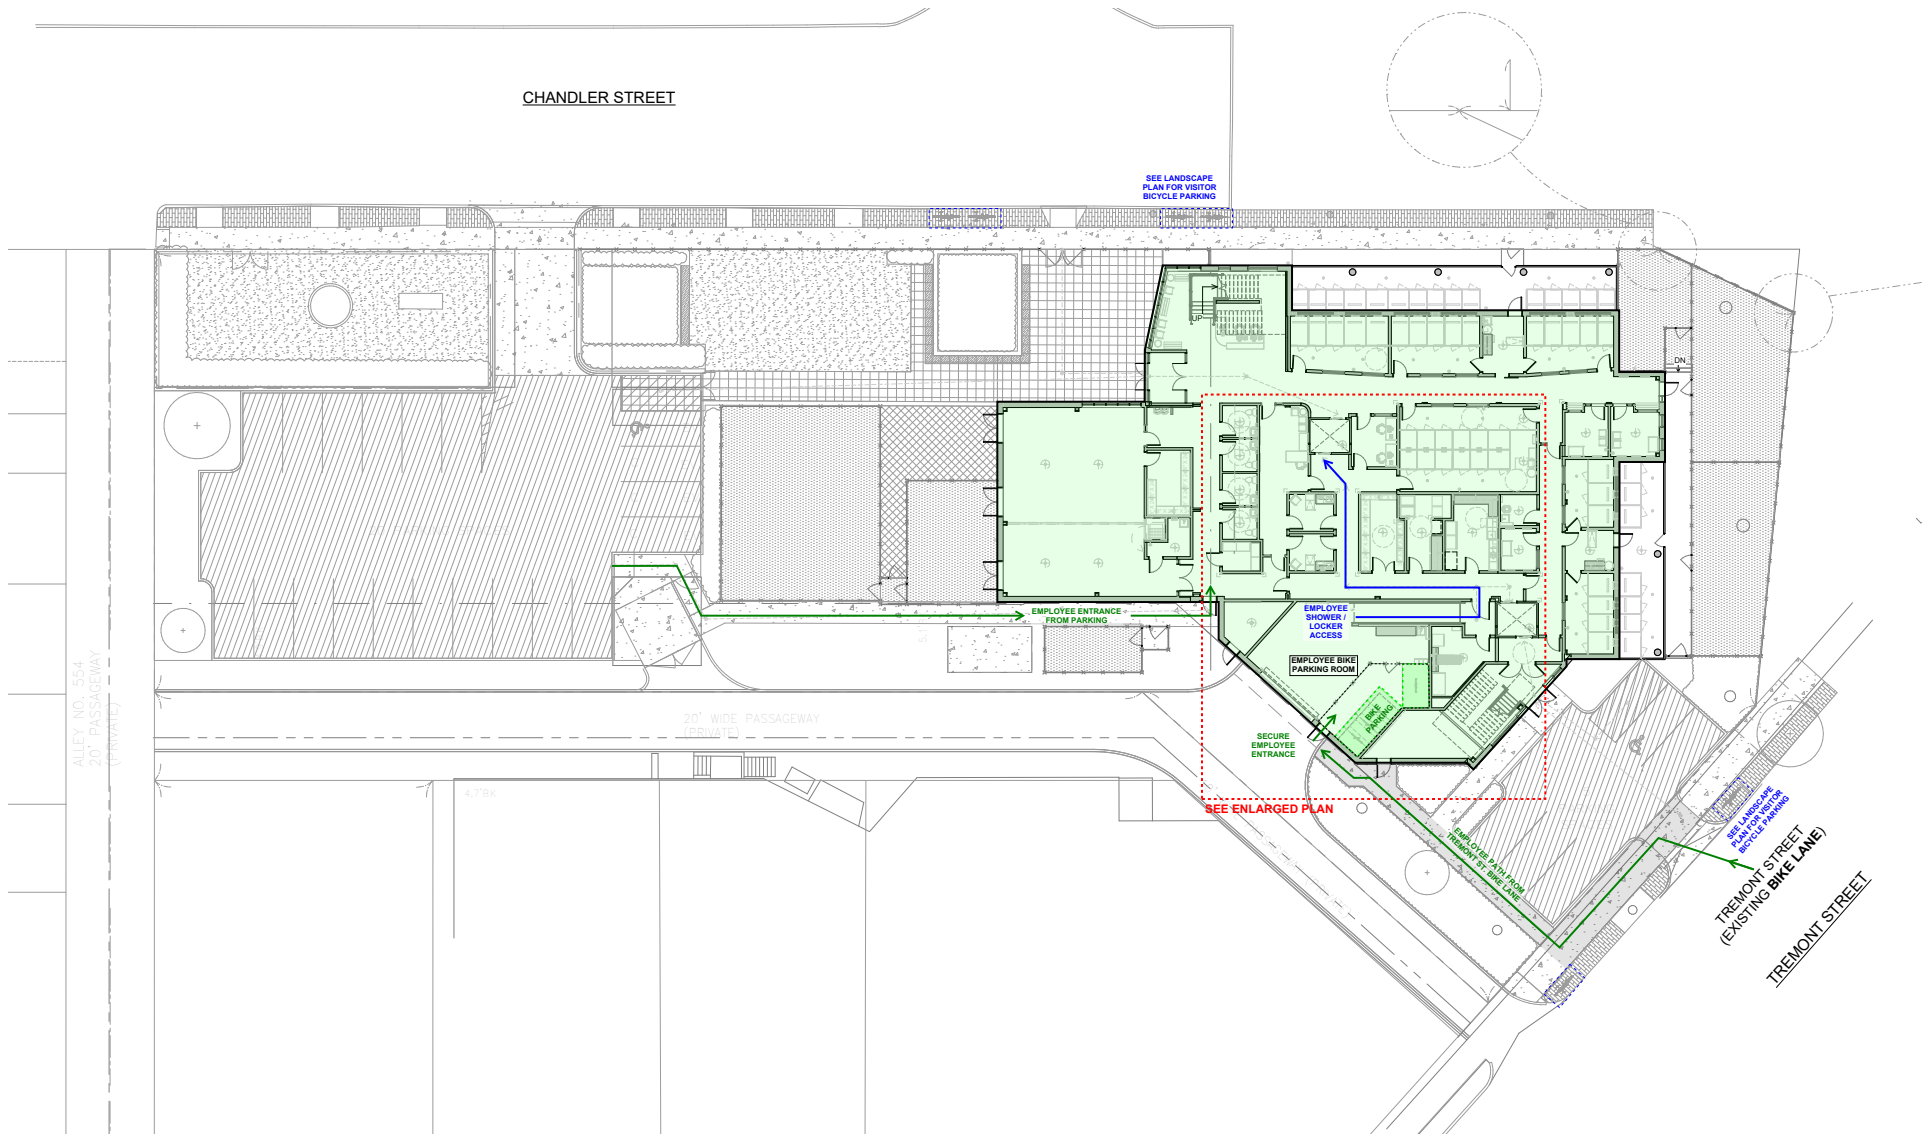 CHANDLER STREET
SEE LANDSCAPE
PLAN FOR VISITOR
BICYCLE PARKING
UP
DN
EMPLOYEE ENTRANCE
FROM PARKING
EMPLOYEE
SHOWER /
LOCKER
ACCESS
EMPLOYEE BIKE
PARKING ROOM
BIKE
PARKING
SECURE
EMPLOYEE
ENTRANCE
SEE ENLARGED PLAN
EMPLOYEE PATH FROM
TREMONT ST. BIKE LANE
SEE LANDSCAPE
PLAN FOR VISITOR
BICYCLE PARKING
TREMONT STREET
(EXISTING BIKE LANE)
TREMONT STREET
ALLEY NO. 554
20' PASSAGEWAY
(PRIVATE)
20' WIDE PASSAGEWAY
(PRIVATE)
4.7'BK